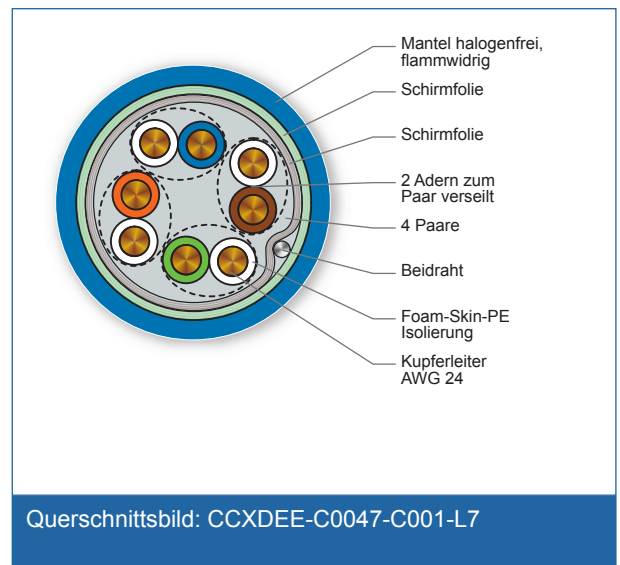 Mantel halogenfrei,
flammwidrig
Schirmfolie
Schirmfolie
2 Adern zum
Paar verseilt
4 Paare
Beidraht
Foam-Skin-PE
Isolierung
Kupferleiter
AWG 24
Querschnittsbild: CCXDEE-C0047-C001-L7